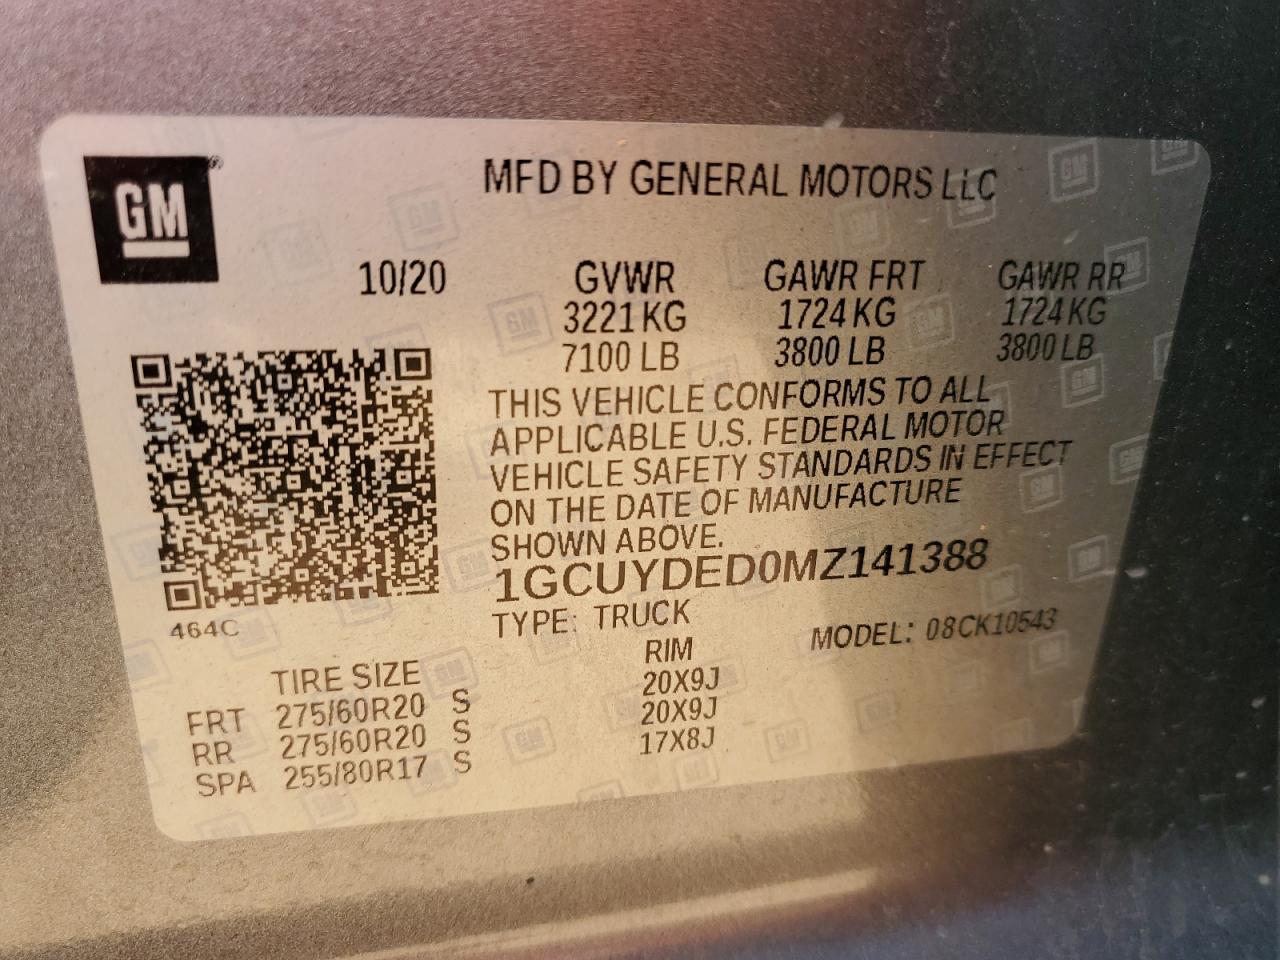 GM®
MFD BY GENERAL MOTORS LLC
10/20 GVWR GAWR FRT GAWR RR
3221 KG 1724 KG 1724 KG
7100 LB 3800 LB 3800 LB
THIS VEHICLE CONFORMS TO ALL
APPLICABLE U.S. FEDERAL MOTOR
VEHICLE SAFETY STANDARDS IN EFFECT
ON THE DATE OF MANUFACTURE
SHOWN ABOVE.
1GCUYDED0MZ141388
464C
TYPE: TRUCK MODEL: 08CK10543
TIRE SIZE RIM
FRT 275/60R20 S 20X9J
RR 275/60R20 S 20X9J
SPA 255/80R17 S 17X8J